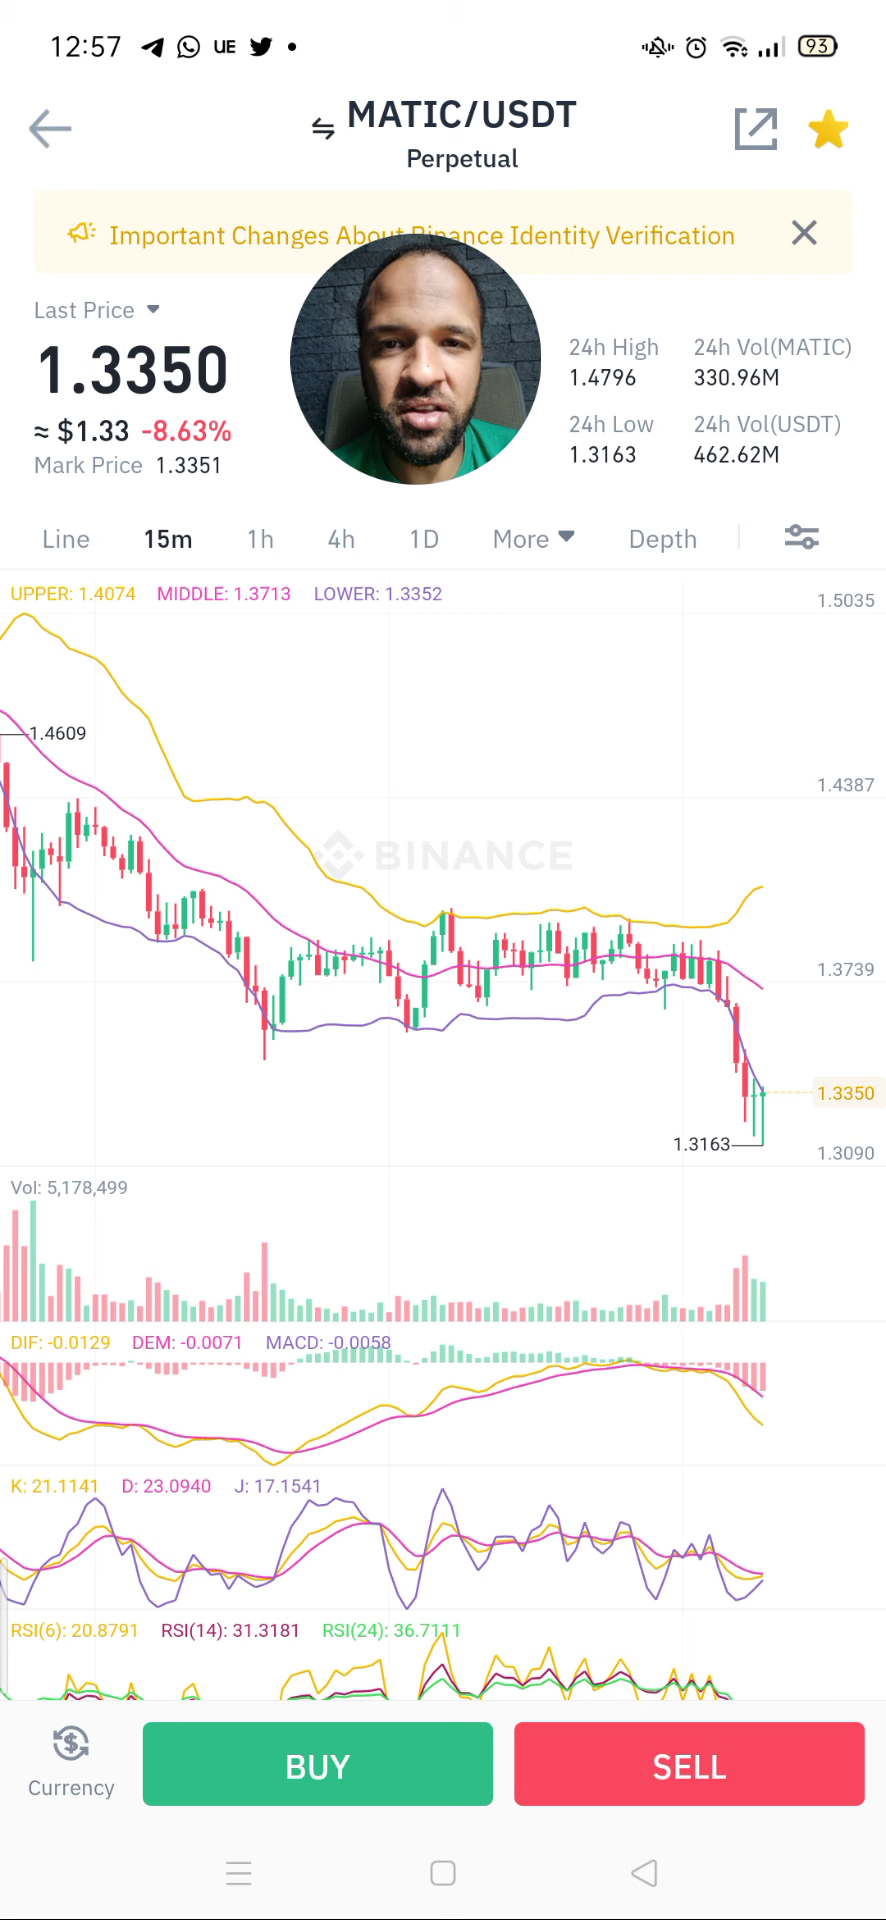 12:57 UE 93
MATIC/USDT
Perpetual
Important Changes About Binance Identity Verification
Last Price
1.3350
≈ $1.33 -8.63%
Mark Price 1.3351
24h High 24h Vol(MATIC)
1.4796 330.96M
24h Low 24h Vol(USDT)
1.3163 462.62M
Line 15m 1h 4h 1D More Depth
UPPER: 1.4074 MIDDLE: 1.3713 LOWER: 1.3352
1.5035
1.4609
1.4387
BINANCE
1.3739
1.3350
1.3163
1.3090
Vol: 5,178,499
DIF: -0.0129 DEM: -0.0071 MACD: -0.0058
K: 21.1141 D: 23.0940 J: 17.1541
RSI(6): 20.8791 RSI(14): 31.3181 RSI(24): 36.7111
Currency BUY SELL